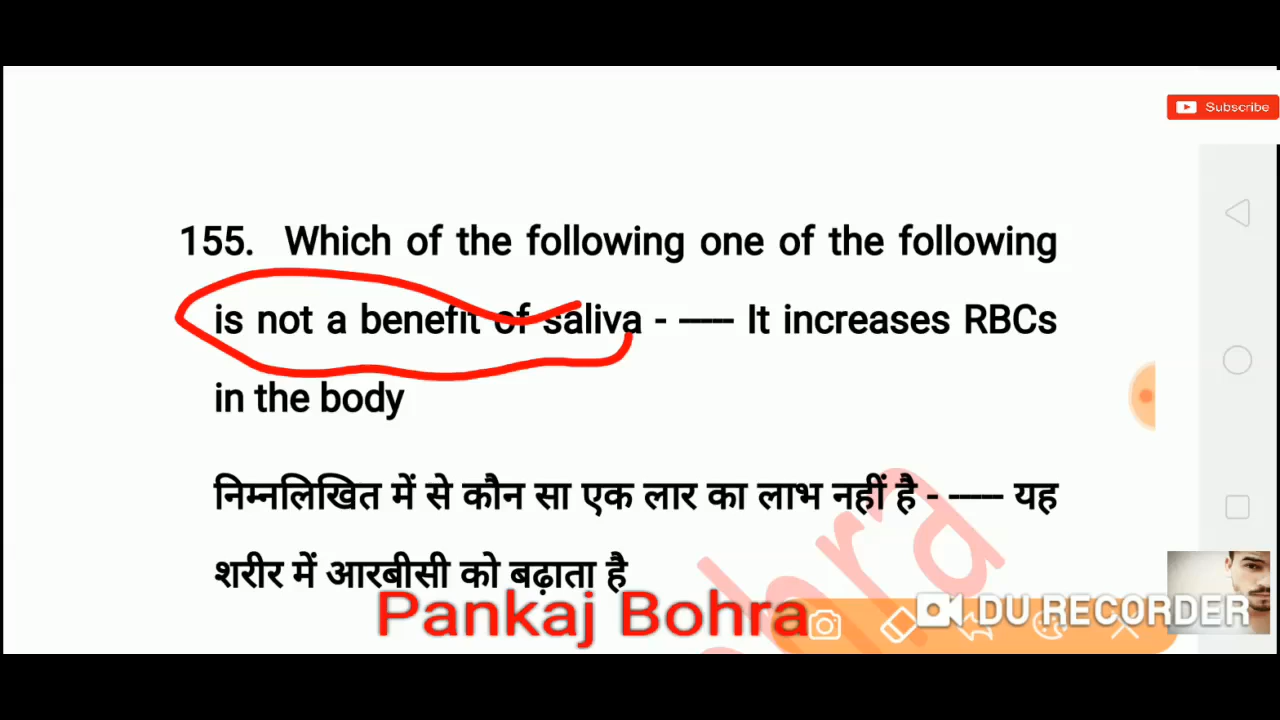 Subscribe
155. Which of the following one of the following
is not a benefit of saliva - ----- It increases RBCs
in the body
निम्नलिखित में से कौन सा एक लार का लाभ नहीं है - ----- यह
शरीर में आरबीसी को बढ़ाता है
Pankaj Bohra
DU RECORDER